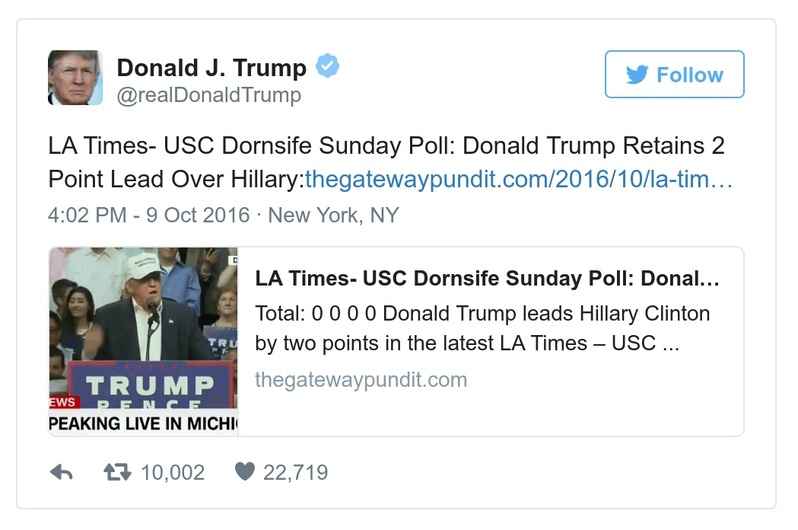 Donald J. Trump
@realDonaldTrump
Follow
LA Times- USC Dornsife Sunday Poll: Donald Trump Retains 2
Point Lead Over Hillary:thegatewaypundit.com/2016/10/la-tim…
4:02 PM - 9 Oct 2016 · New York, NY
LA Times- USC Dornsife Sunday Poll: Donal…
Total: 0 0 0 0 Donald Trump leads Hillary Clinton
by two points in the latest LA Times – USC ...
thegatewaypundit.com
TRUMP
PENCE
EWS
PEAKING LIVE IN MICHI
10,002
22,719